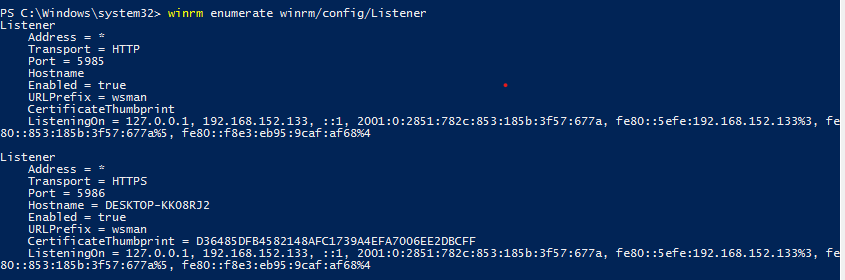 PS C:\Windows\system32> winrm enumerate winrm/config/Listener
Listener
    Address = *
    Transport = HTTP
    Port = 5985
    Hostname
    Enabled = true
    URLPrefix = wsman
    CertificateThumbprint
    ListeningOn = 127.0.0.1, 192.168.152.133, ::1, 2001:0:2851:782c:853:185b:3f57:677a, fe80::5efe:192.168.152.133%3, fe
80::853:185b:3f57:677a%5, fe80::f8e3:eb95:9caf:af68%4
Listener
    Address = *
    Transport = HTTPS
    Port = 5986
    Hostname = DESKTOP-KKO8RJ2
    Enabled = true
    URLPrefix = wsman
    CertificateThumbprint = D36485DFB4582148AFC1739A4EFA7006EE2DBCFF
    ListeningOn = 127.0.0.1, 192.168.152.133, ::1, 2001:0:2851:782c:853:185b:3f57:677a, fe80::5efe:192.168.152.133%3, fe
80::853:185b:3f57:677a%5, fe80::f8e3:eb95:9caf:af68%4